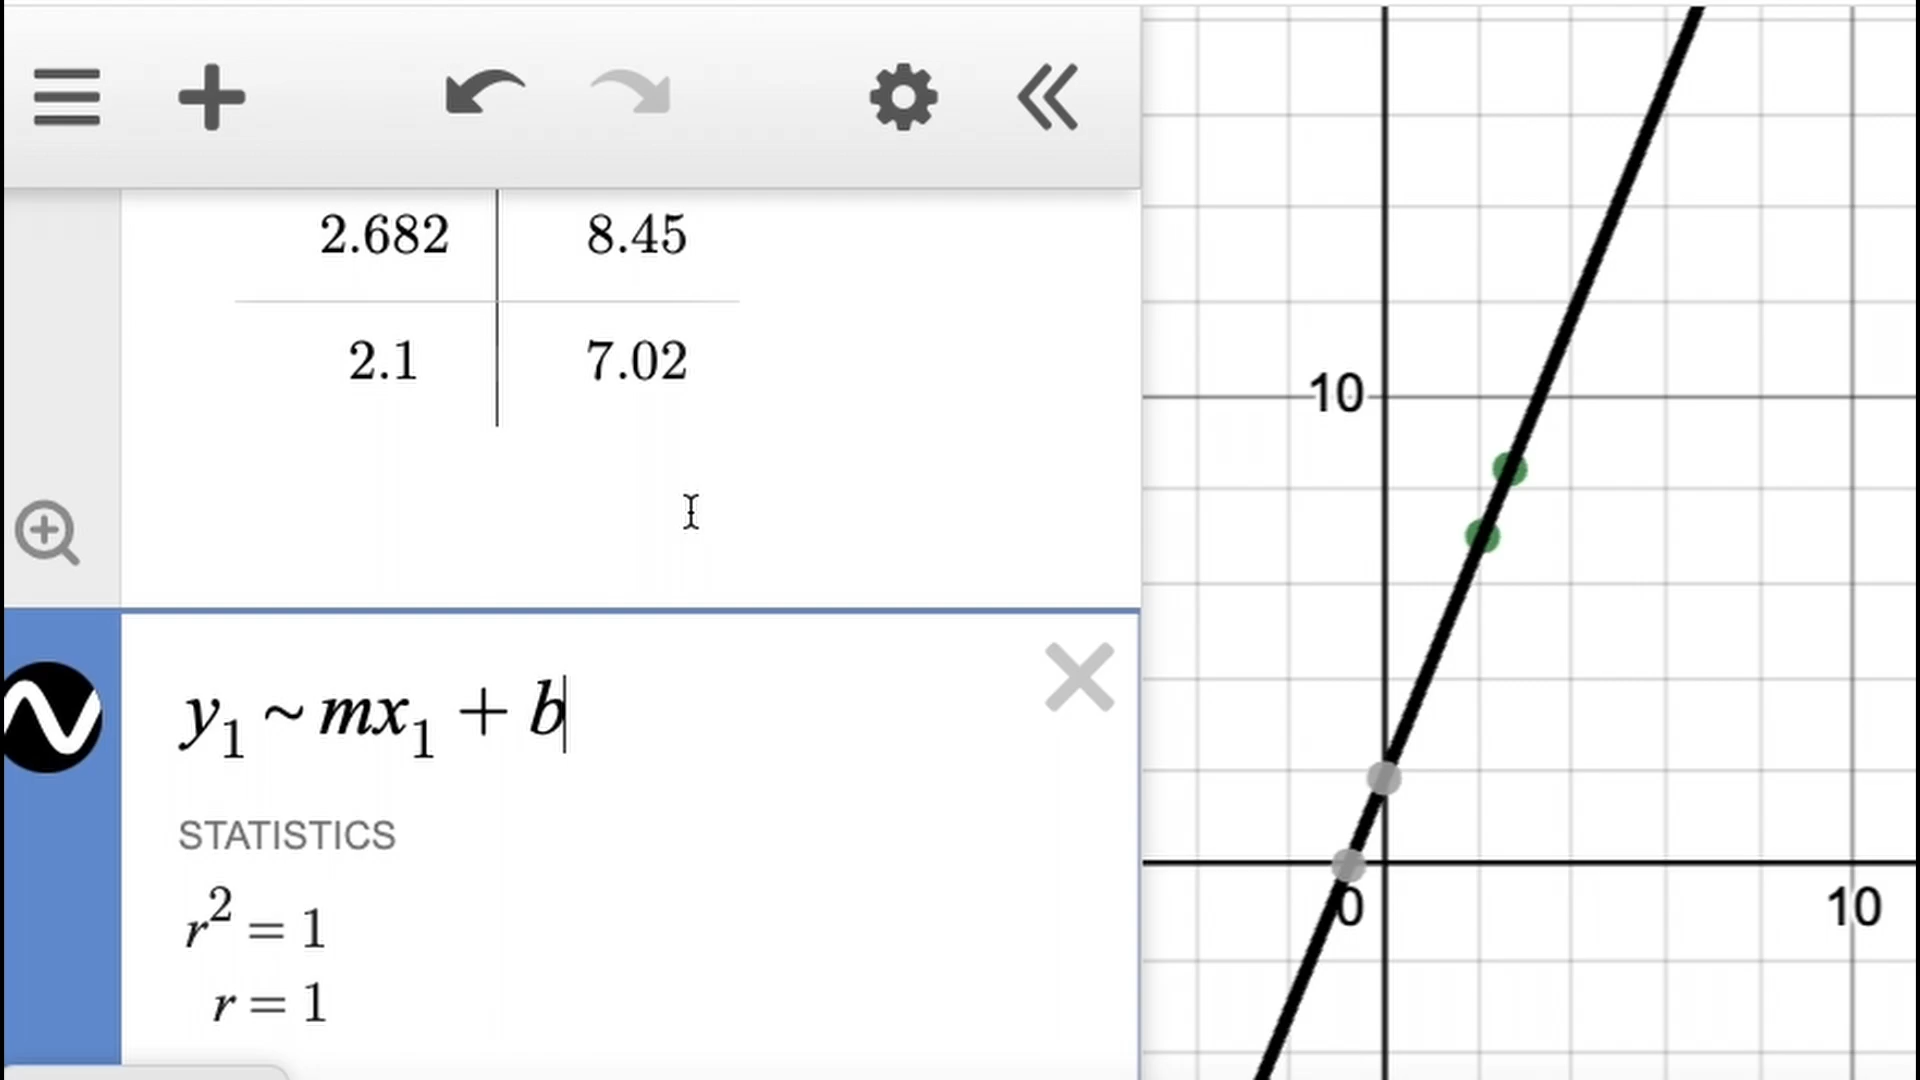 2.682 8.45
2.1 7.02
y₁ ~ mx₁ + b
STATISTICS
r² = 1
r = 1
10
0 10